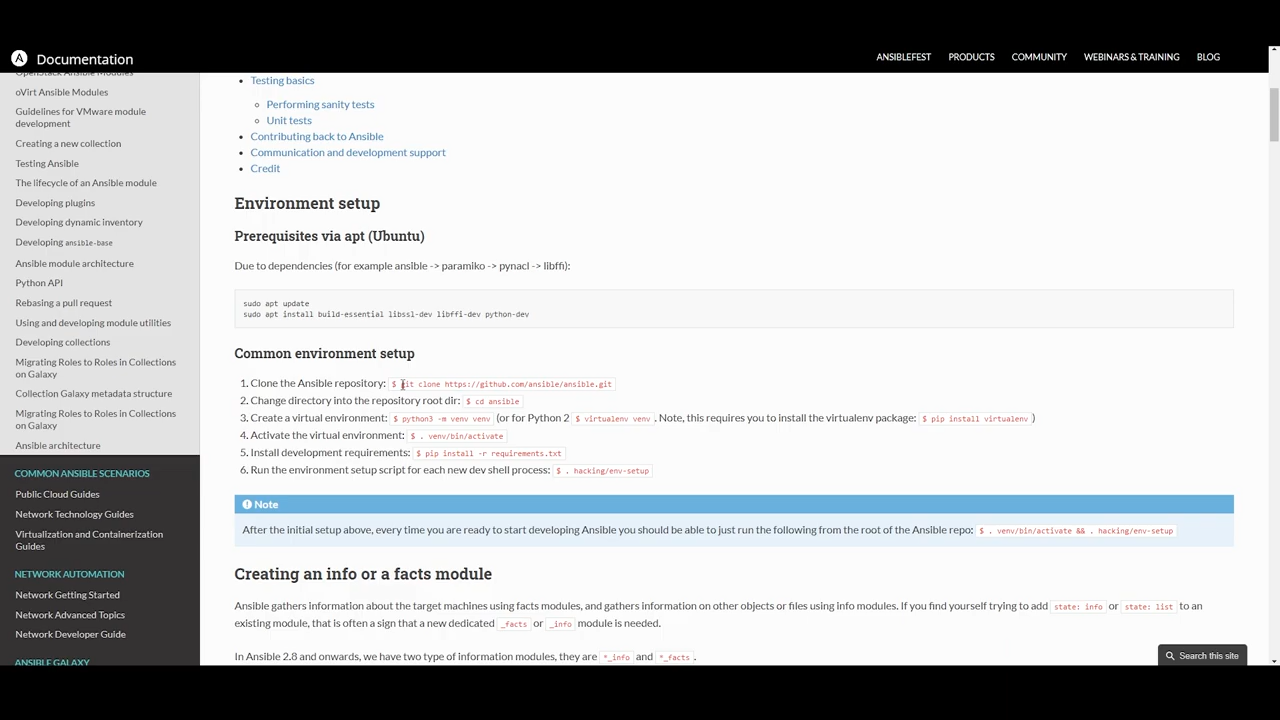 Documentation
ANSIBLEFEST
PRODUCTS
COMMUNITY
WEBINARS & TRAINING
BLOG
OpenStack Ansible Modules
oVirt Ansible Modules
Guidelines for VMware module
development
Creating a new collection
Testing Ansible
The lifecycle of an Ansible module
Developing plugins
Developing dynamic inventory
Developing ansible-base
Ansible module architecture
Python API
Rebasing a pull request
Using and developing module utilities
Developing collections
Migrating Roles to Roles in Collections
on Galaxy
Collection Galaxy metadata structure
Migrating Roles to Roles in Collections
on Galaxy
Ansible architecture
COMMON ANSIBLE SCENARIOS
Public Cloud Guides
Network Technology Guides
Virtualization and Containerization
Guides
NETWORK AUTOMATION
Network Getting Started
Network Advanced Topics
Network Developer Guide
ANSIBLE GALAXY
Testing basics
Performing sanity tests
Unit tests
Contributing back to Ansible
Communication and development support
Credit
Environment setup
Prerequisites via apt (Ubuntu)
Due to dependencies (for example ansible -> paramiko -> pynacl -> libffi):
sudo apt update
sudo apt install build-essential libssl-dev libffi-dev python-dev
Common environment setup
1. Clone the Ansible repository: $ git clone https://github.com/ansible/ansible.git
2. Change directory into the repository root dir: $ cd ansible
3. Create a virtual environment: $ python3 -m venv venv (or for Python 2 $ virtualenv venv . Note, this requires you to install the virtualenv package: $ pip install virtualenv )
4. Activate the virtual environment: $ . venv/bin/activate
5. Install development requirements: $ pip install -r requirements.txt
6. Run the environment setup script for each new dev shell process: $ . hacking/env-setup
Note
After the initial setup above, every time you are ready to start developing Ansible you should be able to just run the following from the root of the Ansible repo: $ . venv/bin/activate && . hacking/env-setup
Creating an info or a facts module
Ansible gathers information about the target machines using facts modules, and gathers information on other objects or files using info modules. If you find yourself trying to add state: info or state: list to an
existing module, that is often a sign that a new dedicated _facts or _info module is needed.
In Ansible 2.8 and onwards, we have two type of information modules, they are *_info and *_facts .
Search this site